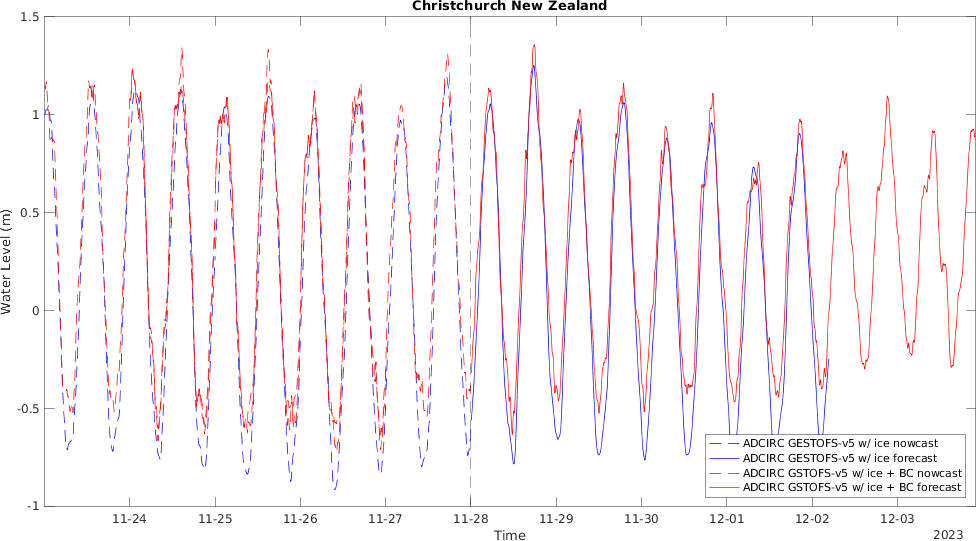 Christchurch New Zealand
1.5
1
0.5
0
-0.5
-1
Water Level (m)
11-24
11-25
11-26
11-27
11-28
11-29
11-30
12-01
12-02
12-03
Time
2023
ADCIRC GESTOFS-v5 w/ ice nowcast
ADCIRC GESTOFS-v5 w/ ice forecast
ADCIRC GSTOFS-v5 w/ ice + BC nowcast
ADCIRC GSTOFS-v5 w/ ice + BC forecast